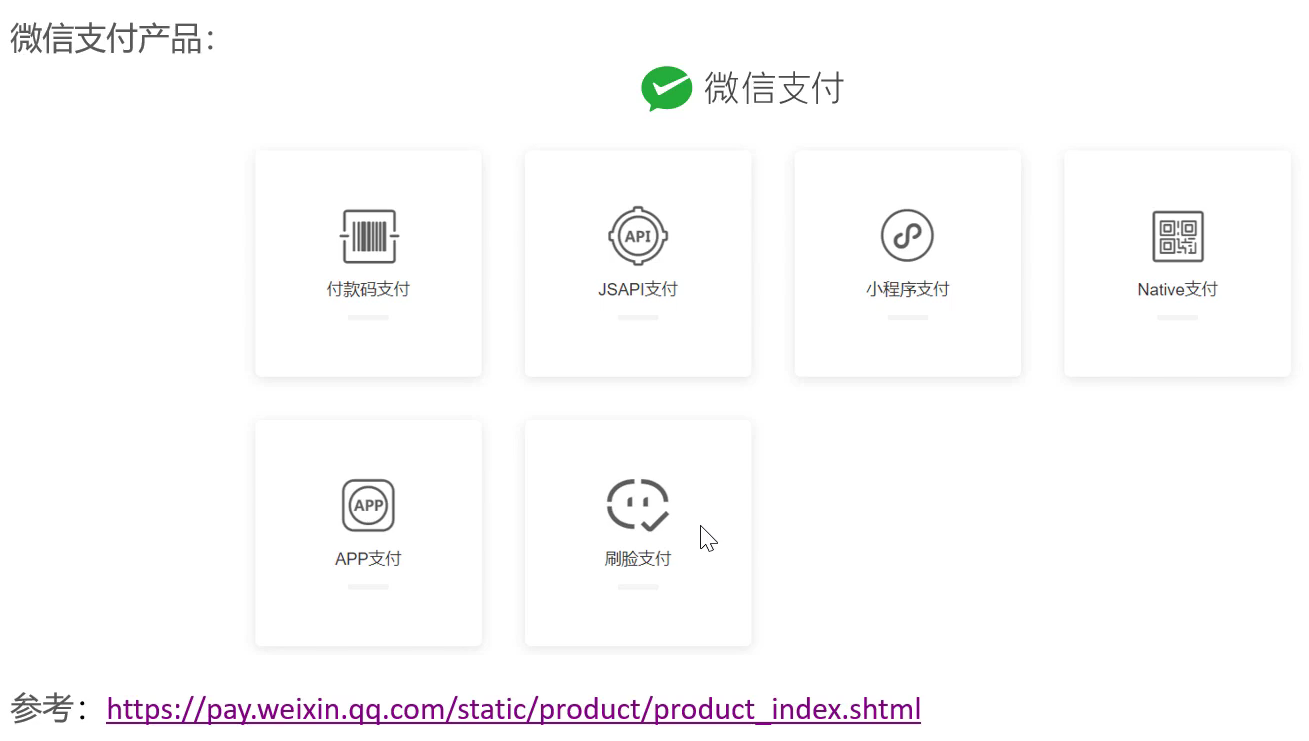 微信支付产品：
微信支付
付款码支付
API
JSAPI支付
小程序支付
Native支付
APP
APP支付
刷脸支付
参考：https://pay.weixin.qq.com/static/product/product_index.shtml